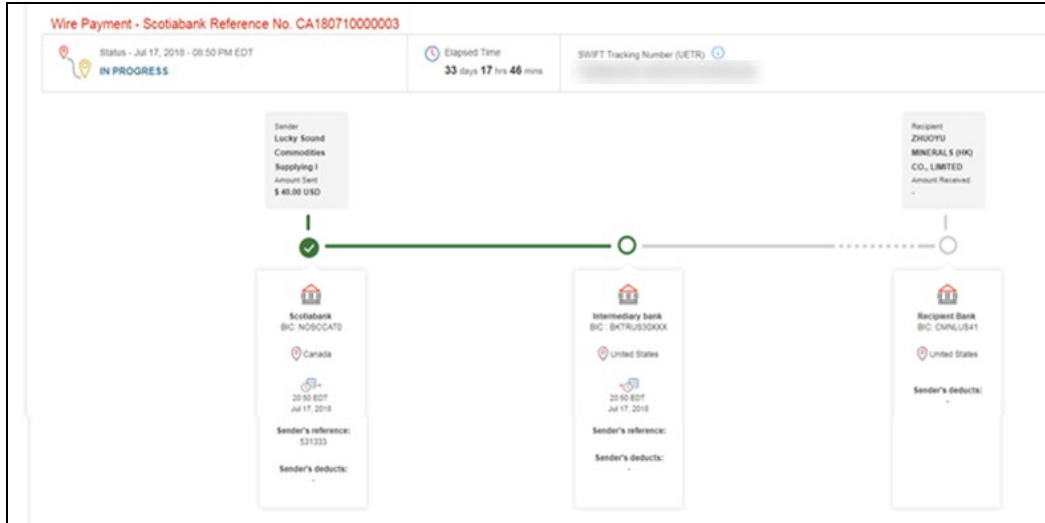 Wire Payment - Scotiabank Reference No. CA180710000003
Status - Jul 17, 2018 - 08:50 PM EDT
IN PROGRESS
Elapsed Time
33 days 17 hrs 46 mins
SWIFT Tracking Number (UETR)
Sender
Lucky Sound
Commodities
Supplying I
Amount Sent
$ 40.00 USD
Recipient
ZHUOYU
MINERALS (HK)
CO., LIMITED
Amount Received
-
Scotiabank
BIC: NOSCCAT0
Canada
20:50 EDT
Jul 17, 2018
Sender's reference:
531333
Sender's deducts:
-
Intermediary bank
BIC : BKTRUS30XXX
United States
20:50 EDT
Jul 17, 2018
Sender's reference:
Sender's deducts:
-
Recipient Bank
BIC: CMNLUS41
United States
Sender's deducts:
-